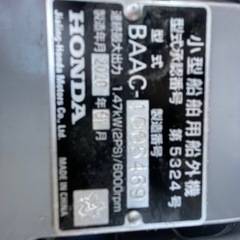 小型船舶用船外機
型式承認番号 第5324号
型式 製造番号
BAAC-
連続最大出力 1.47kW(2PS)/6000rpm
製造年月 年 月
HONDA
Jialing-Honda Motors Co., Ltd.
MADE IN CHINA